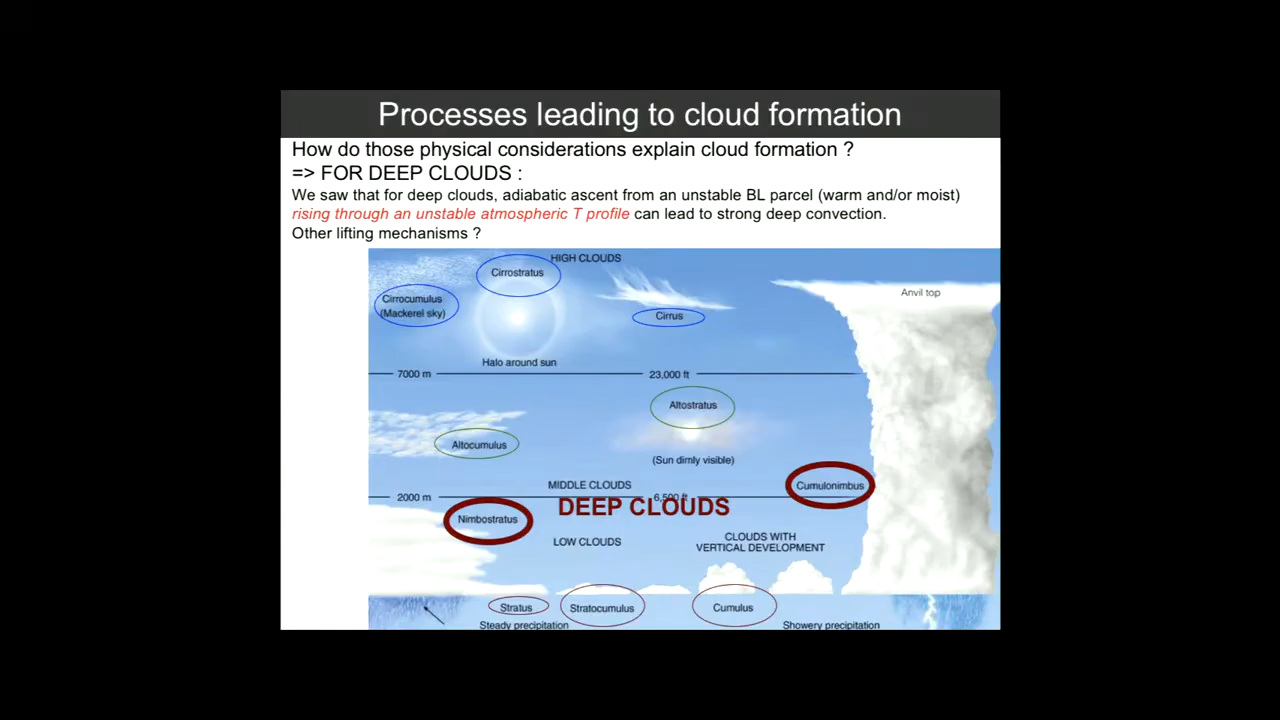 Processes leading to cloud formation
How do those physical considerations explain cloud formation ?
=> FOR DEEP CLOUDS :
We saw that for deep clouds, adiabatic ascent from an unstable BL parcel (warm and/or moist)
rising through an unstable atmospheric T profile can lead to strong deep convection.
Other lifting mechanisms ?
HIGH CLOUDS
Cirrostratus
Anvil top
Cirrocumulus
(Mackerel sky)
Cirrus
Halo around sun
7000 m
23,000 ft
Altostratus
Altocumulus
(Sun dimly visible)
MIDDLE CLOUDS
Cumulonimbus
2000 m
6,500 ft
DEEP CLOUDS
Nimbostratus
LOW CLOUDS
CLOUDS WITH
VERTICAL DEVELOPMENT
Stratus
Stratocumulus
Cumulus
Steady precipitation
Showery precipitation